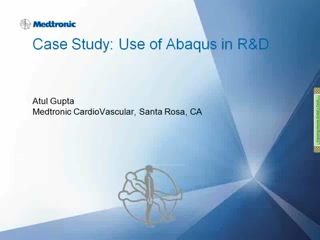 Medtronic
Case Study: Use of Abaqus in R&D
Atul Gupta
Medtronic CardioVascular, Santa Rosa, CA